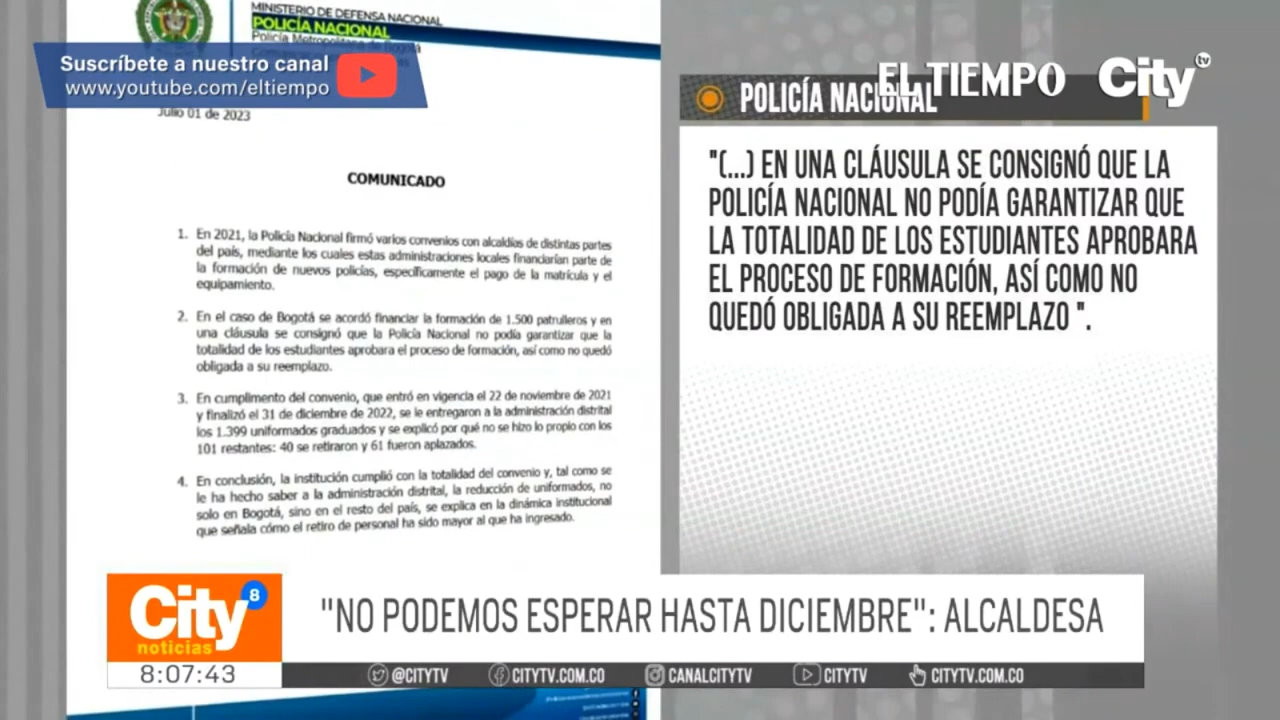 MINISTERIO DE DEFENSA NACIONAL
POLICÍA NACIONAL
Policía Metropolitana de Bogotá
Suscríbete a nuestro canal
www.youtube.com/eltiempo
Julio 01 de 2023
COMUNICADO
1. En 2021, la Policía Nacional firmó varios convenios con alcaldías de distintas partes
del país, mediante los cuales estas administraciones locales financiarían parte de
la formación de nuevos policías, específicamente el pago de la matrícula y el
equipamiento.
2. En el caso de Bogotá se acordó financiar la formación de 1.500 patrulleros y en
una cláusula se consignó que la Policía Nacional no podía garantizar que la
totalidad de los estudiantes aprobara el proceso de formación, así como no quedó
obligada a su reemplazo.
3. En cumplimento del convenio, que entró en vigencia el 22 de noviembre de 2021
y finalizó el 31 de diciembre de 2022, se le entregaron a la administración distrital
los 1.399 uniformados graduados y se explicó por qué no se hizo lo propio con los
101 restantes: 40 se retiraron y 61 fueron aplazados.
4. En conclusión, la institución cumplió con la totalidad del convenio y, tal como se
le ha hecho saber a la administración distrital, la reducción de uniformados, no
solo en Bogotá, sino en el resto del país, se explica en la dinámica institucional
que señala cómo el retiro de personal ha sido mayor al que ha ingresado.
EL TIEMPO City tv
POLICÍA NACIONAL
"(...) EN UNA CLÁUSULA SE CONSIGNÓ QUE LA
POLICÍA NACIONAL NO PODÍA GARANTIZAR QUE
LA TOTALIDAD DE LOS ESTUDIANTES APROBARA
EL PROCESO DE FORMACIÓN, ASÍ COMO NO
QUEDÓ OBLIGADA A SU REEMPLAZO ".
City 8
noticias
8:07:43
"NO PODEMOS ESPERAR HASTA DICIEMBRE": ALCALDESA
@CITYTV CITYTV.COM.CO CANALCITYTV CITYTV CITYTV.COM.CO